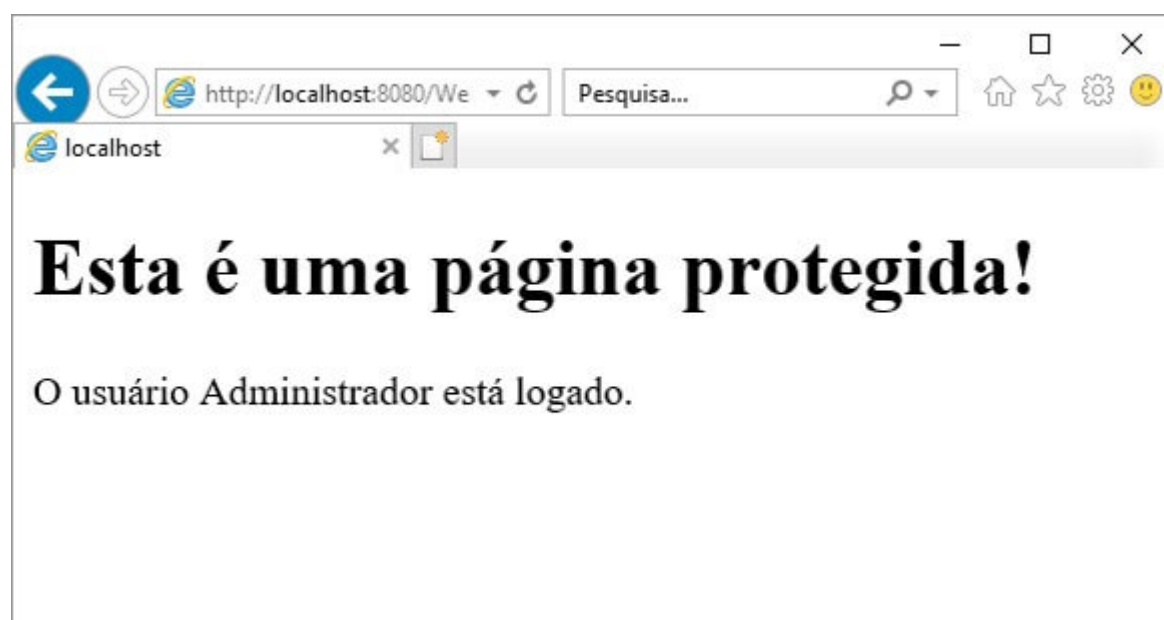 http://localhost:8080/We
Pesquisa...
localhost
Esta é uma página protegida!
O usuário Administrador está logado.